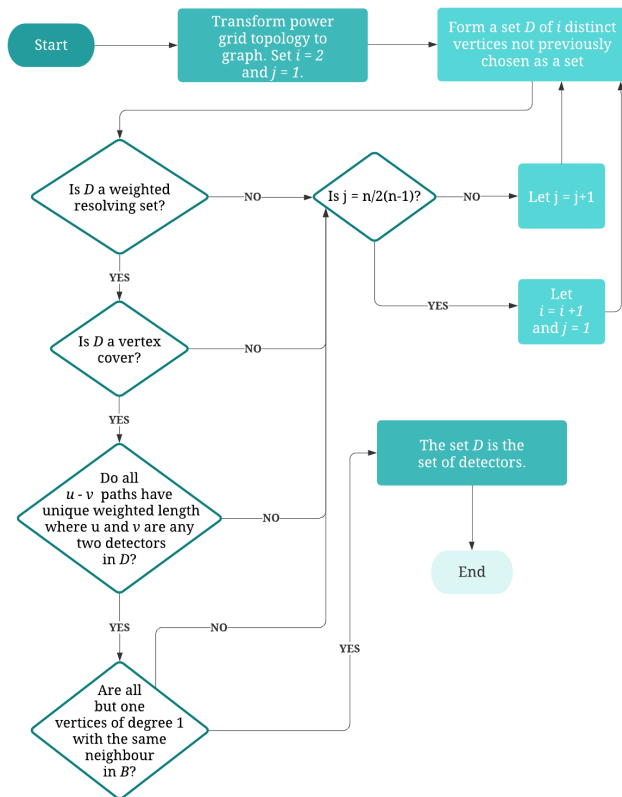 Start
Transform power
grid topology to
graph. Set i = 2
and j = 1.
Form a set D of i distinct
vertices not previously
chosen as a set
Is D a weighted
resolving set?
NO
Is j = n/2(n-1)?
NO
Let j = j+1
YES
YES
Let
i = i +1
and j = 1
Is D a vertex
cover?
NO
YES
Do all
u - v paths have
unique weighted length
where u and v are any
two detectors
in D?
NO
The set D is the
set of detectors.
End
YES
NO
YES
Are all
but one
vertices of degree 1
with the same
neighbour
in B?